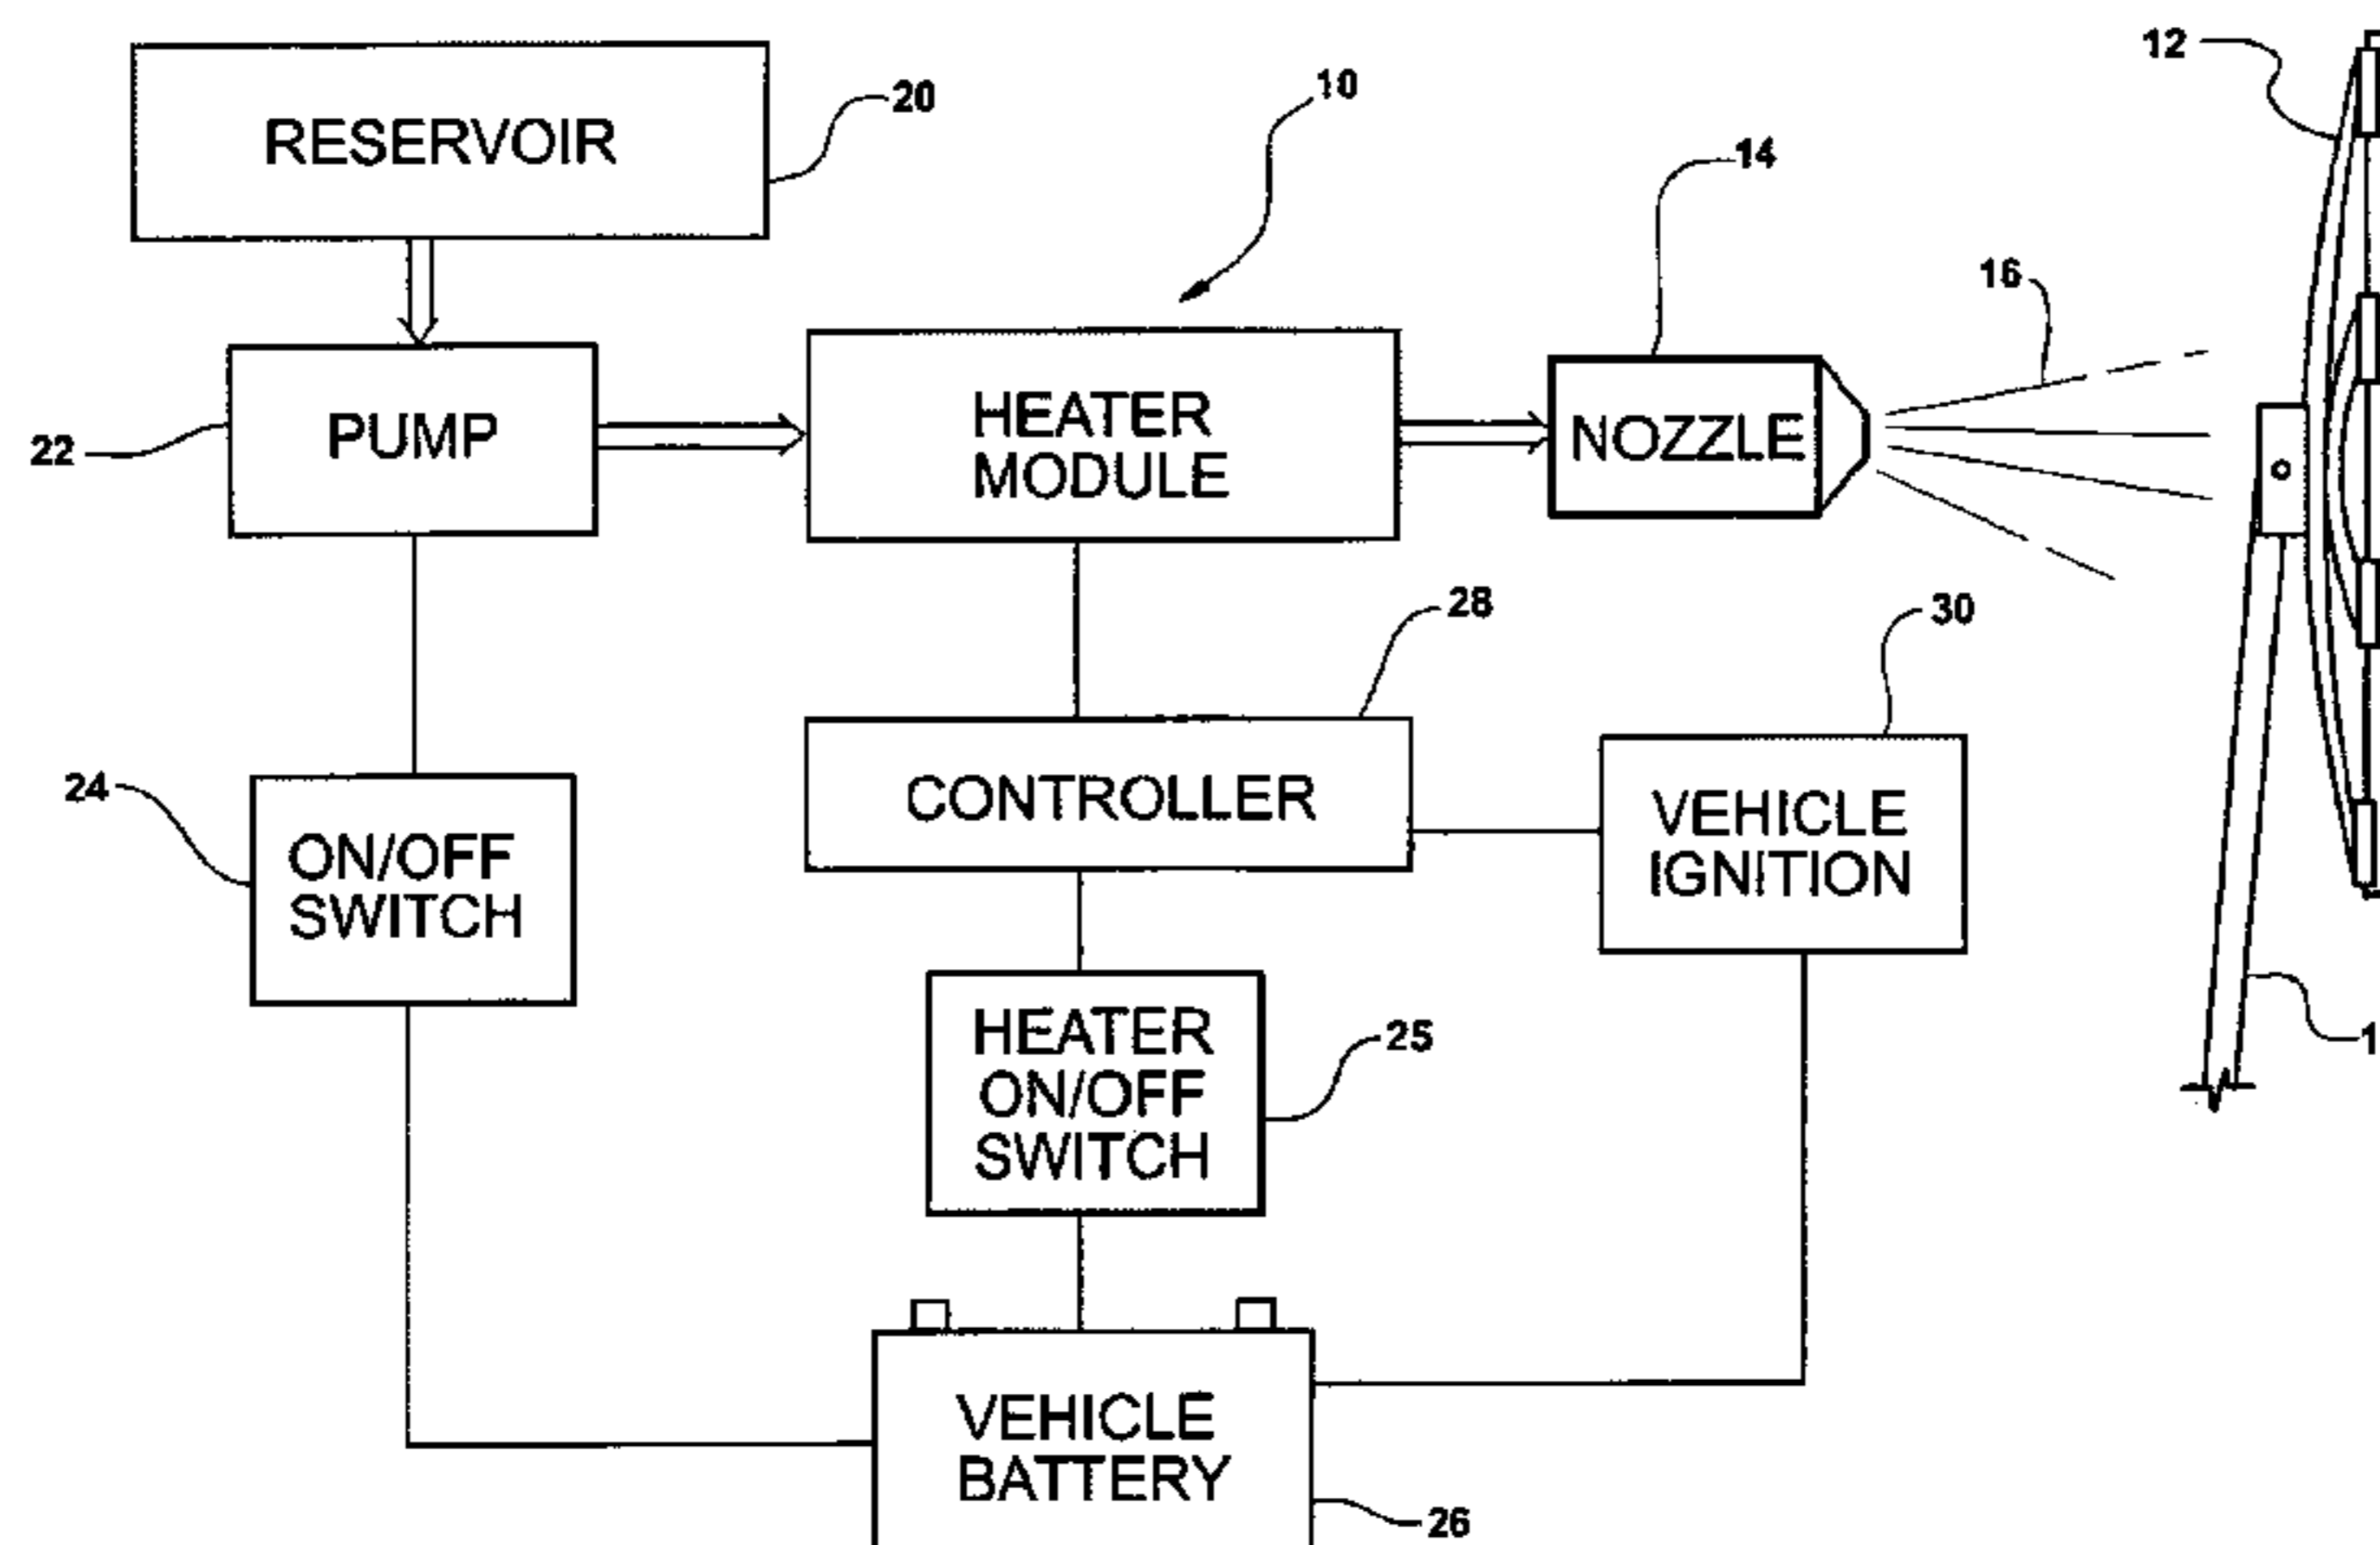 12
10
RESERVOIR
20
14
16
HEATER
MODULE
NOZZLE
PUMP
22
28
30
24
CONTROLLER
VEHICLE
IGNITION
ON/OFF
SWITCH
HEATER
ON/OFF
SWITCH
25
1
VEHICLE
BATTERY
26